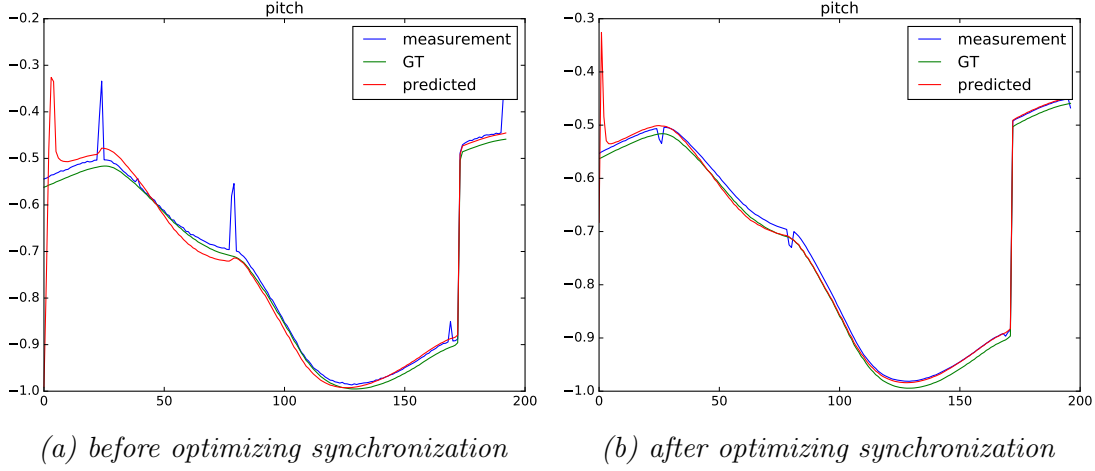 pitch
−0.2
−0.3
−0.4
−0.5
−0.6
−0.7
−0.8
−0.9
−1.0
0
50
100
150
200
measurement
GT
predicted
(a) before optimizing synchronization
pitch
−0.3
−0.4
−0.5
−0.6
−0.7
−0.8
−0.9
−1.0
0
50
100
150
200
measurement
GT
predicted
(b) after optimizing synchronization